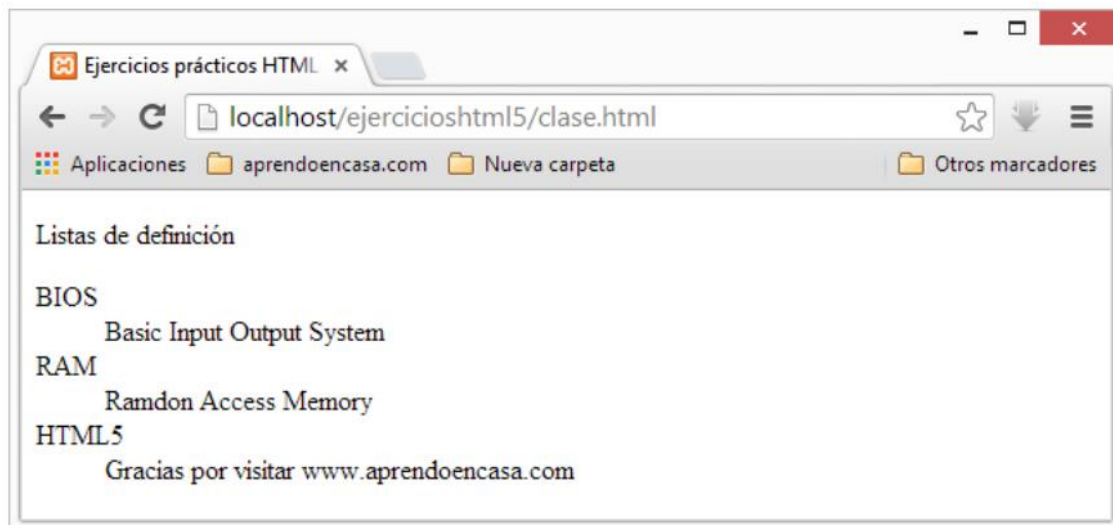 Ejercicios prácticos HTML
localhost/ejercicioshtml5/clase.html
Aplicaciones aprendoencasa.com Nueva carpeta Otros marcadores
Listas de definición
BIOS
Basic Input Output System
RAM
Ramdon Access Memory
HTML5
Gracias por visitar www.aprendoencasa.com